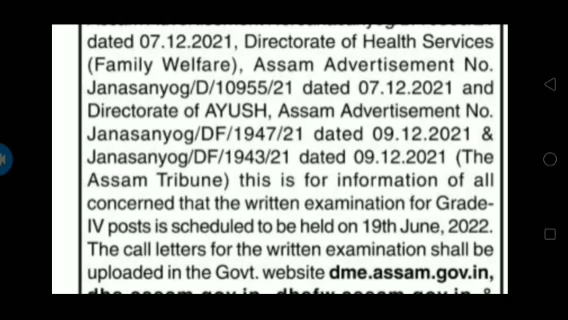 dated 07.12.2021, Directorate of Health Services
(Family Welfare), Assam Advertisement No.
Janasanyog/D/10955/21 dated 07.12.2021 and
Directorate of AYUSH, Assam Advertisement No.
Janasanyog/DF/1947/21 dated 09.12.2021 &
Janasanyog/DF/1943/21 dated 09.12.2021 (The
Assam Tribune) this is for information of all
concerned that the written examination for Grade-
IV posts is scheduled to be held on 19th June, 2022.
The call letters for the written examination shall be
uploaded in the Govt. website dme.assam.gov.in,